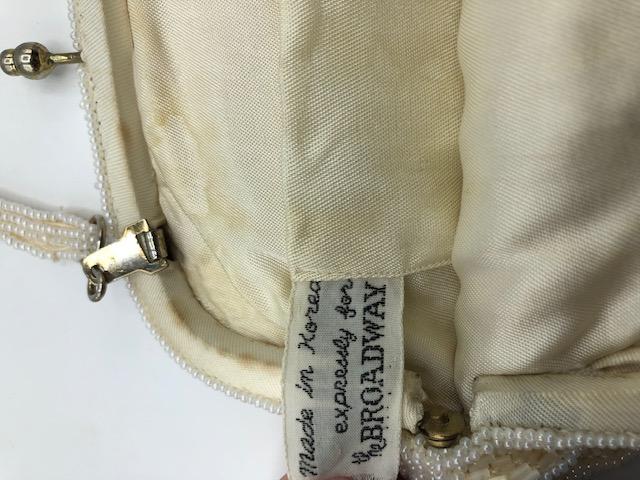 made in Korea
expressly for
the BROADWAY